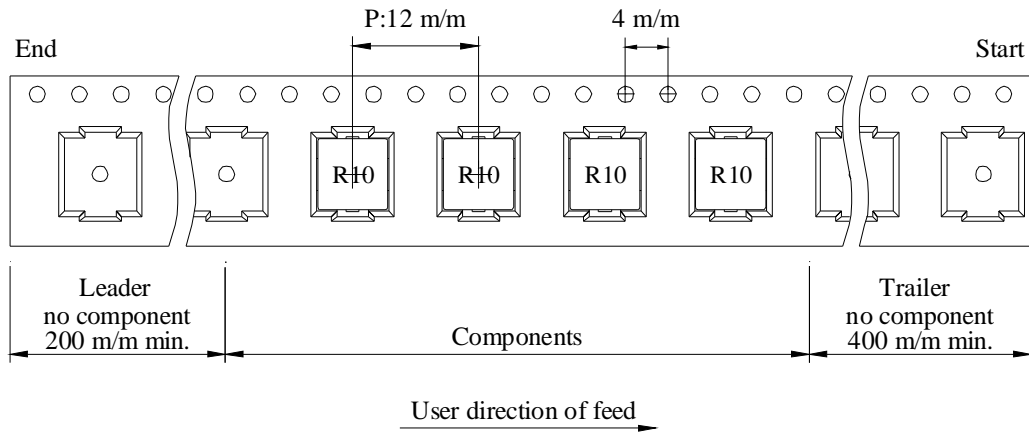 P:12 m/m
4 m/m
End
Start
R10
R10
R10
R10
Leader
no component
200 m/m min.
Components
Trailer
no component
400 m/m min.
User direction of feed